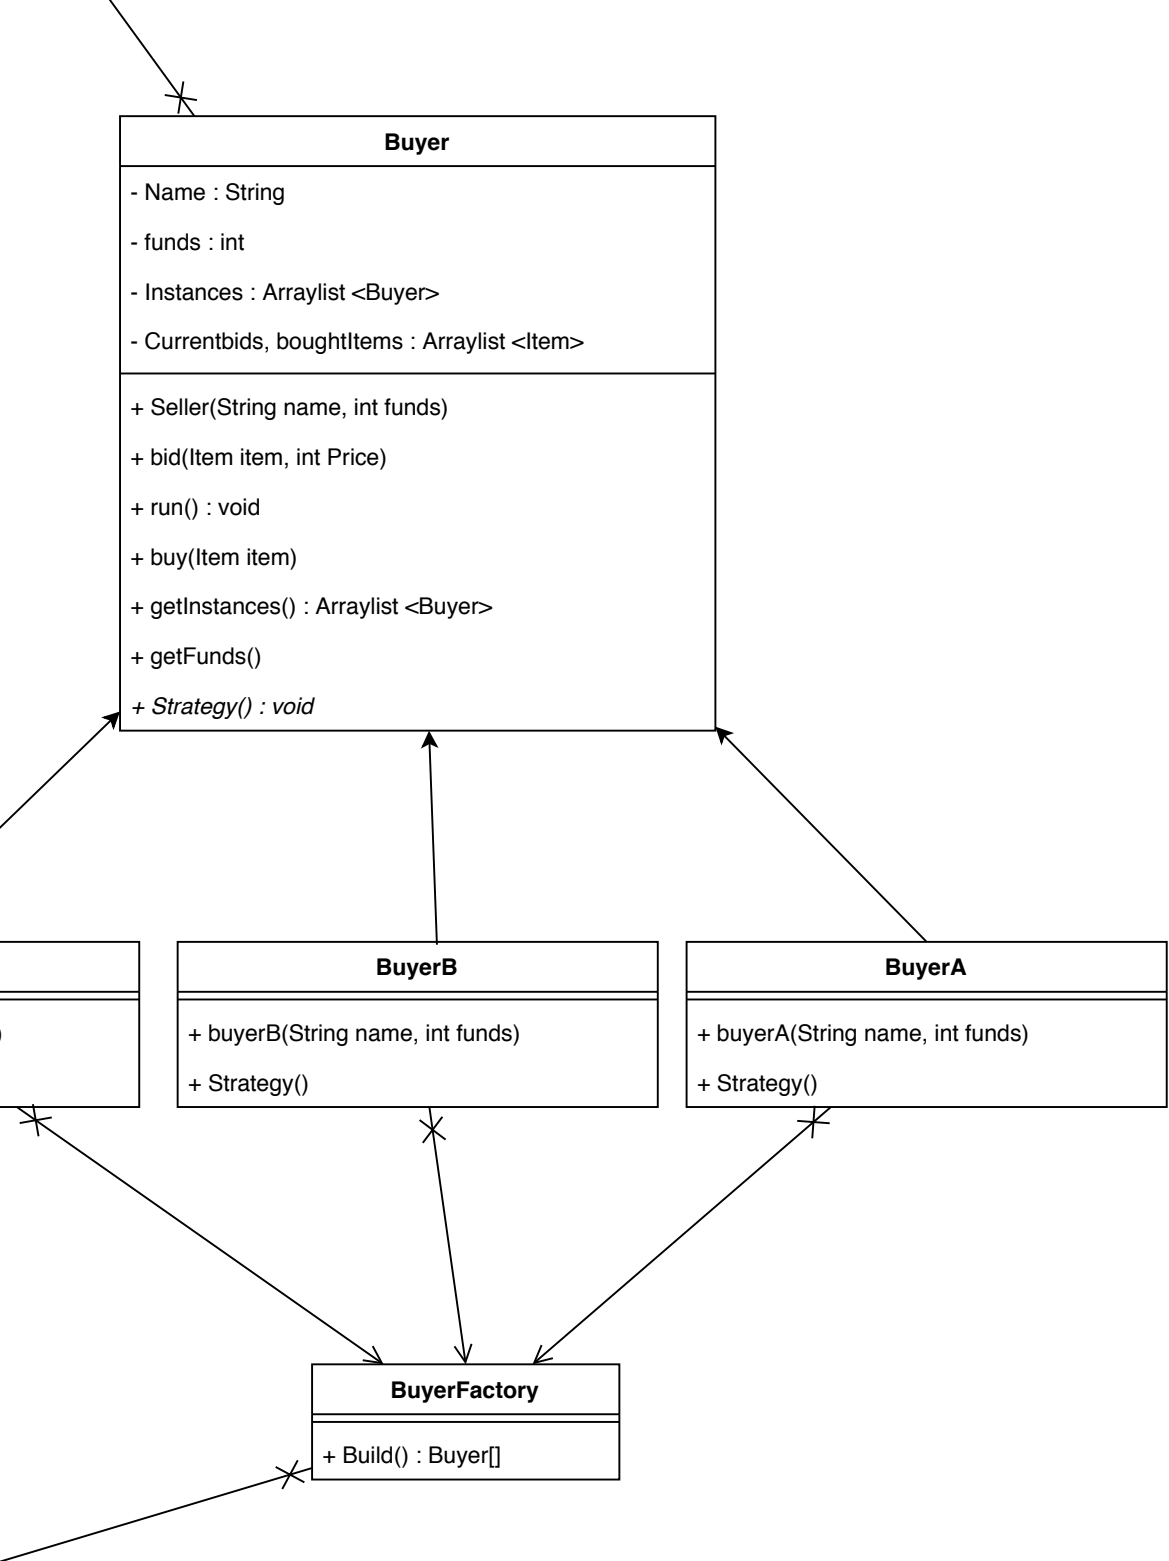 Buyer
- Name : String
- funds : int
- Instances : Arraylist <Buyer>
- Currentbids, boughtItems : Arraylist <Item>
+ Seller(String name, int funds)
+ bid(Item item, int Price)
+ run() : void
+ buy(Item item)
+ getInstances() : Arraylist <Buyer>
+ getFunds()
+ Strategy() : void
BuyerB
+ buyerB(String name, int funds)
+ Strategy()
BuyerA
+ buyerA(String name, int funds)
+ Strategy()
)
BuyerFactory
+ Build() : Buyer[]